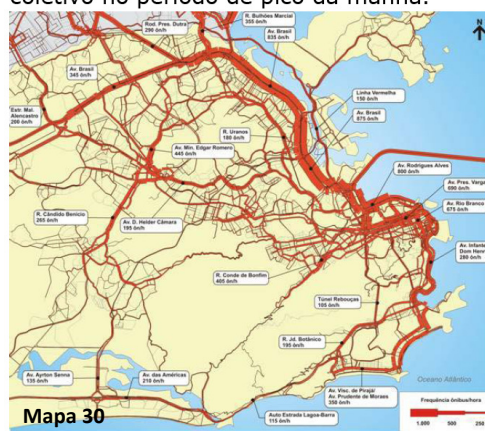 coletivo no período de pico da manhã.
Rod. Pres. Dutra
290 ôn/h
R. Bulhões Marcial
355 ôn/h
Av. Brasil
835 ôn/h
N
Av. Brasil
345 ôn/h
Linha Vermelha
150 ôn/h
Estr. Mal.
Alencastro
200 ôn/h
Av. Brasil
875 ôn/h
R. Uranos
180 ôn/h
Av. Min. Edgar Romero
445 ôn/h
Av. Rodrigues Alves
800 ôn/h
Av. Pres. Varga
690 ôn/h
Av. Rio Branco
675 ôn/h
R. Cândido Benício
265 ôn/h
Av. D. Helder Câmara
195 ôn/h
Av. Infante
Dom Henr
280 ôn/h
R. Conde de Bonfim
405 ôn/h
Túnel Rebouças
105 ôn/h
R. Jd. Botânico
195 ôn/h
Av. Ayrton Senna
135 ôn/h
Av. das Américas
210 ôn/h
Av. Visc. de Pirajá/
Av. Prudente de Moraes
350 ôn/h
Oceano Atlântico
Auto Estrada Lagoa-Barra
115 ôn/h
Frequência ônibus/hora
1.000 500 250
Mapa 30